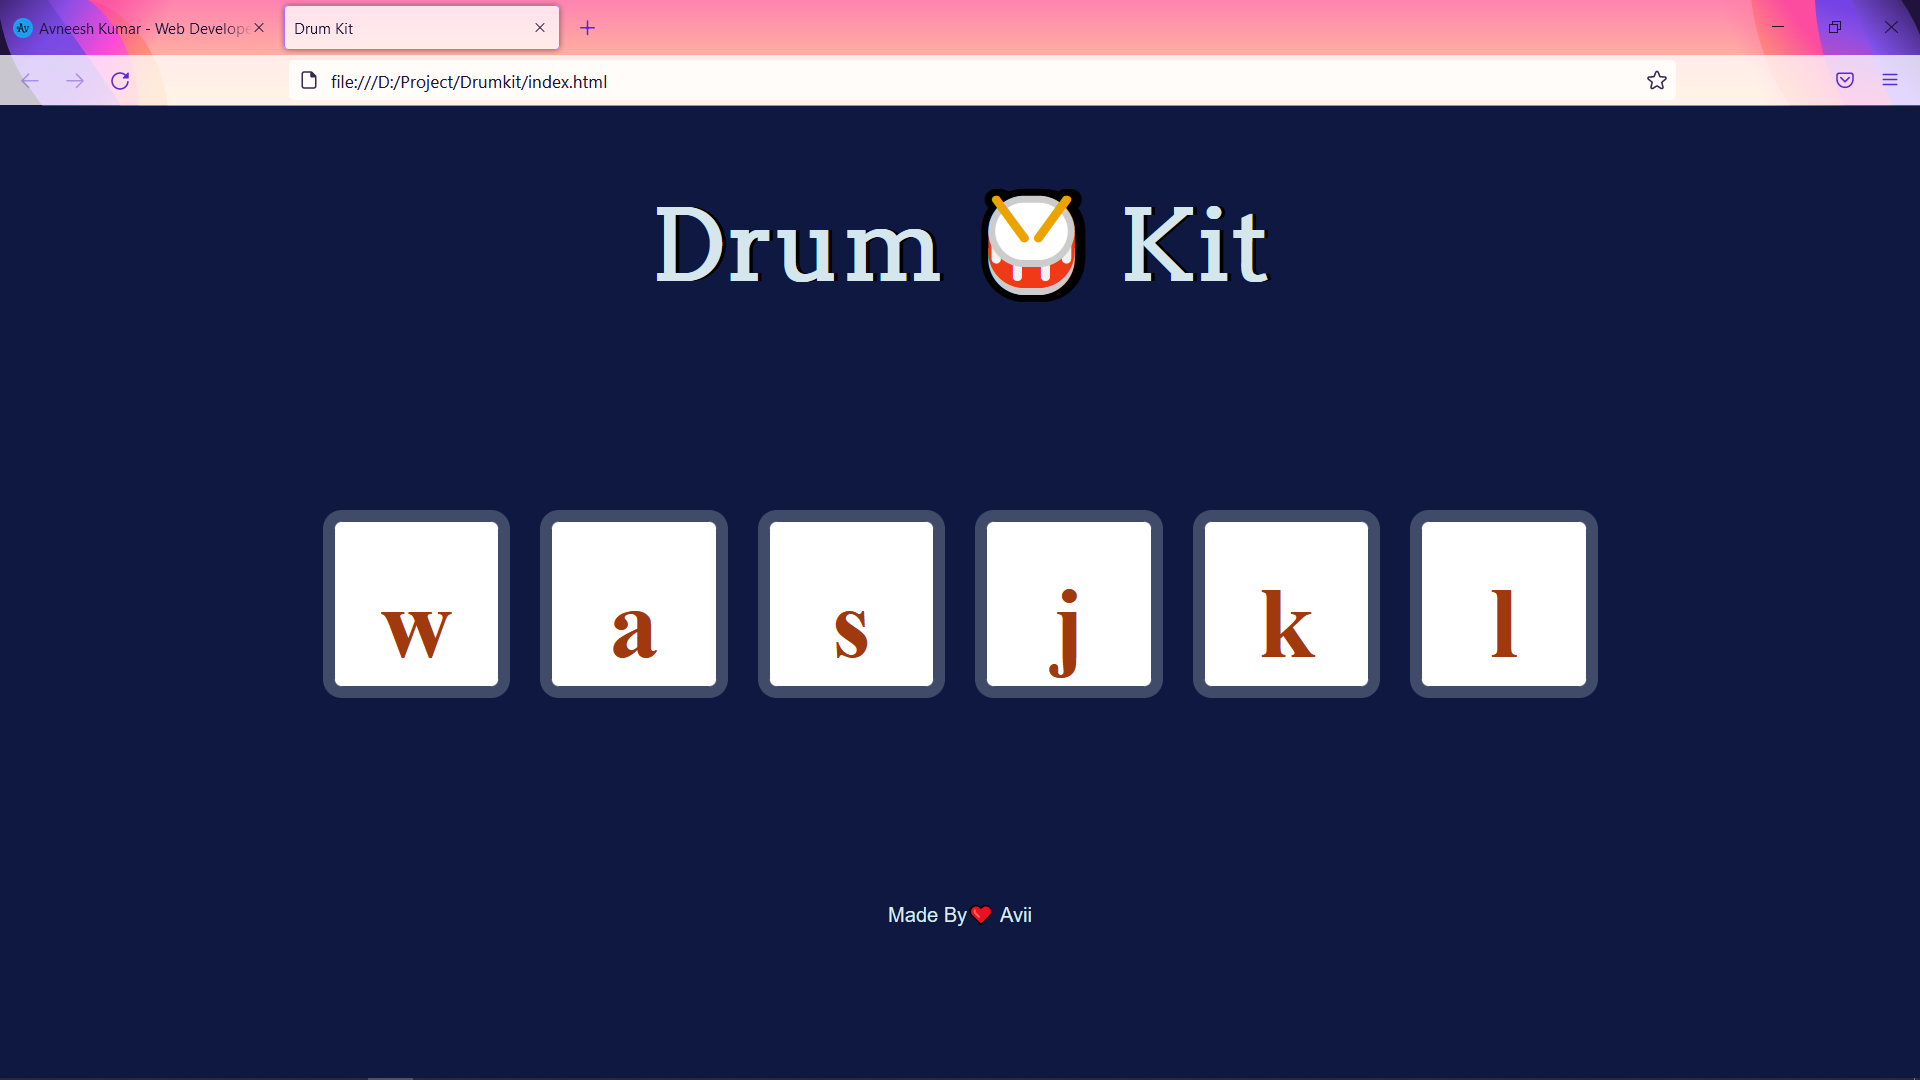 Avneesh Kumar - Web Develope
Drum Kit
file:///D:/Project/Drumkit/index.html
Drum 🥁 Kit
w a s j k l
Made By❤ Avii